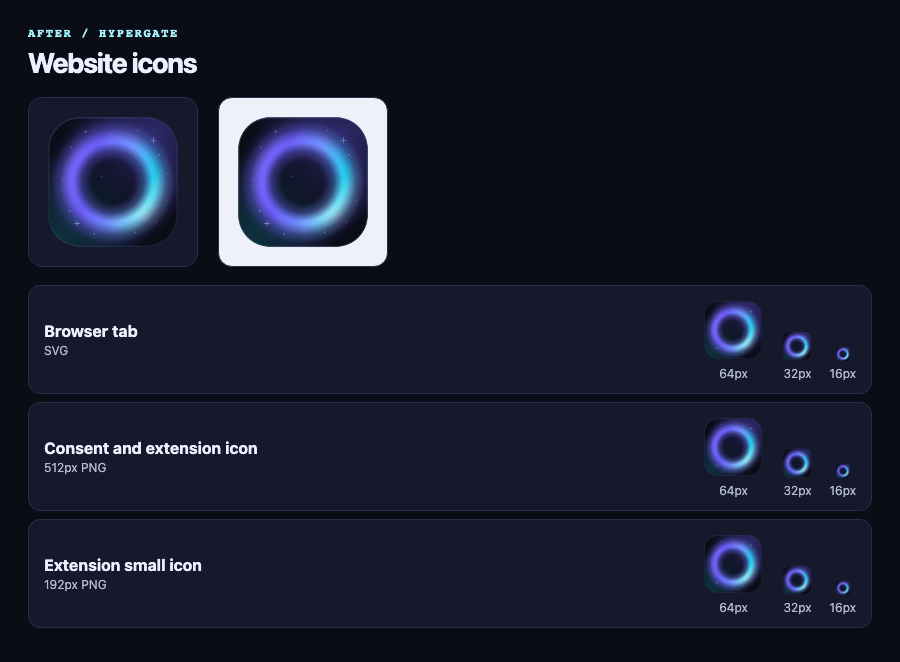 AFTER / HYPERGATE
Website icons
Browser tab
SVG
64px 32px 16px
Consent and extension icon
512px PNG
64px 32px 16px
Extension small icon
192px PNG
64px 32px 16px